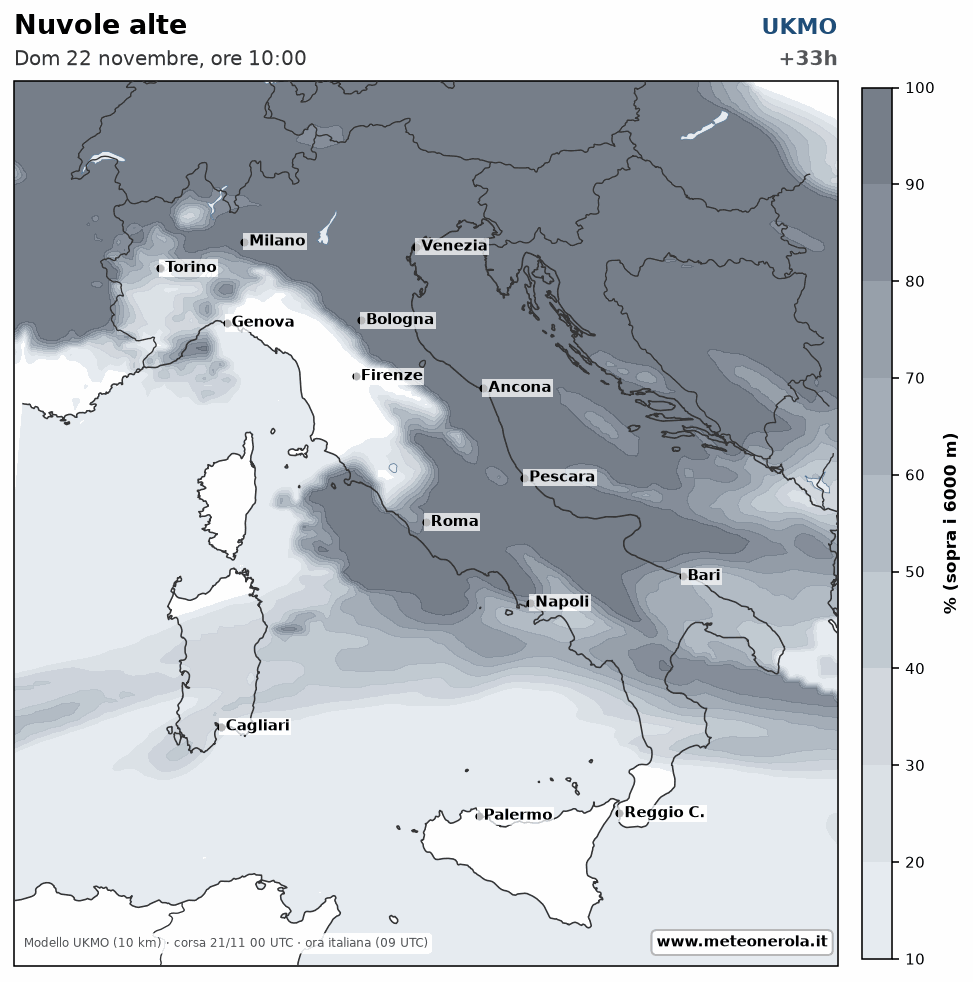 Nuvole alte
UKMO
Dom 22 novembre, ore 10:00
+33h
100
90
80
70
60
50
40
30
20
10
% (sopra i 6000 m)
Milano
Venezia
Torino
Genova
Bologna
Firenze
Ancona
Pescara
Roma
Bari
Napoli
Cagliari
Palermo
Reggio C.
Modello UKMO (10 km) · corsa 21/11 00 UTC · ora italiana (09 UTC)
www.meteonerola.it